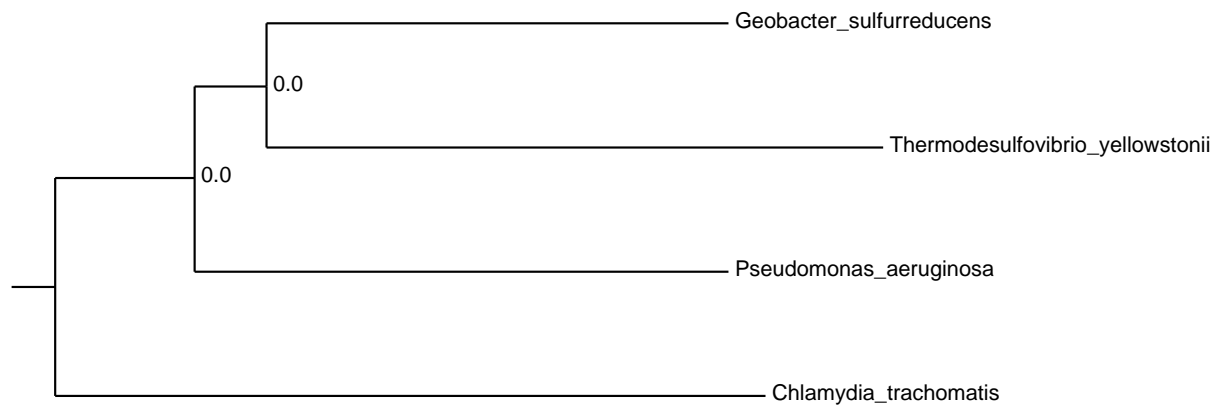 Geobacter_sulfurreducens
0.0
Thermodesulfovibrio_yellowstonii
0.0
Pseudomonas_aeruginosa
Chlamydia_trachomatis